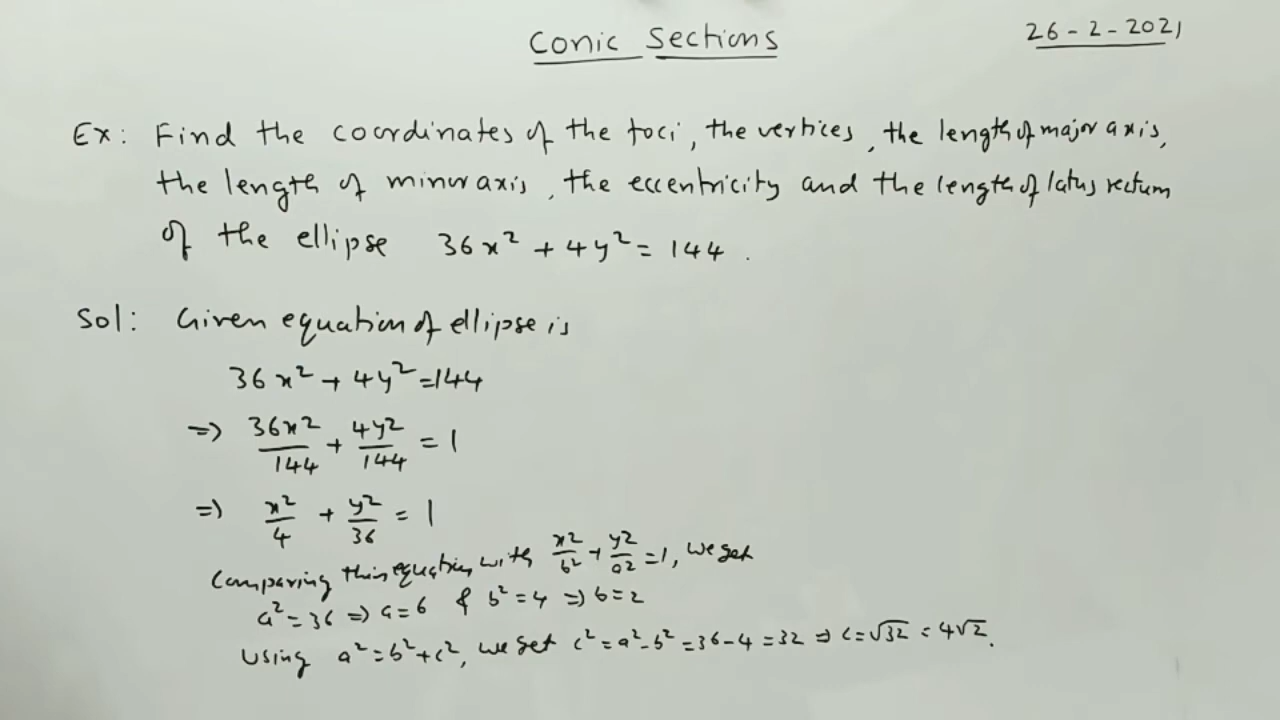 Conic Sections
26-2-2021
Ex: Find the coordinates of the foci, the vertices, the length of major axis,
the length of minor axis, the eccentricity and the length of latus rectum
of the ellipse 36x² + 4y² = 144.
Sol: Given equation of ellipse is
36x² + 4y² = 144
=> 36x²/144 + 4y²/144 = 1
=> x²/4 + y²/36 = 1
Comparing this equation with x²/b² + y²/a² = 1, we get
a² = 36 => a = 6 & b² = 4 => b = 2
Using a² = b² + c², we get c² = a² - b² = 36 - 4 = 32 => c = √32 = 4√2.